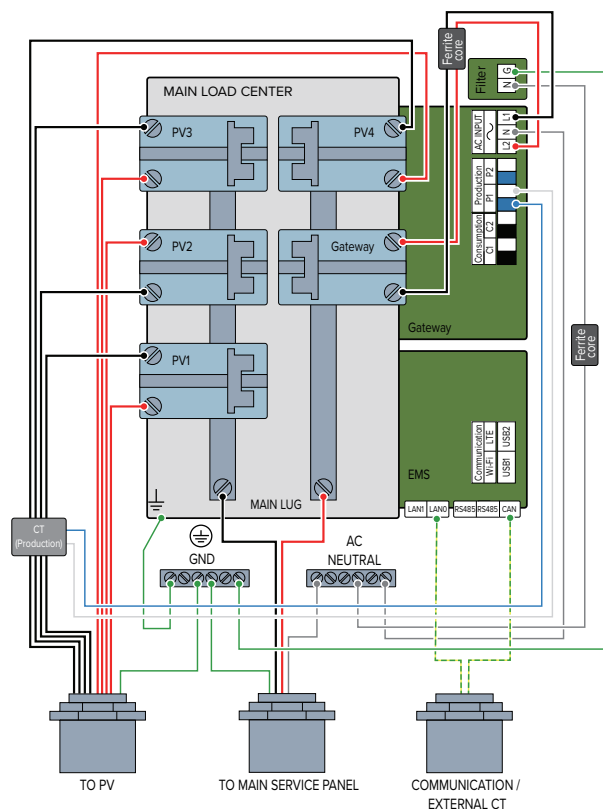 Ferrite
core
Filter
G
N
MAIN LOAD CENTER
PV3
PV4
AC INPUT
L1
N
L2
Production
P2
P1
Consumption
C2
C1
PV2
Gateway
Gateway
Ferrite
core
PV1
EMS
Communication
Wi-Fi LTE
USB1 USB2
MAIN LUG
LAN1 LAN0 RS485 RS485 CAN
CT
(Production)
GND
AC
NEUTRAL
TO PV
TO MAIN SERVICE PANEL
COMMUNICATION /
EXTERNAL CT